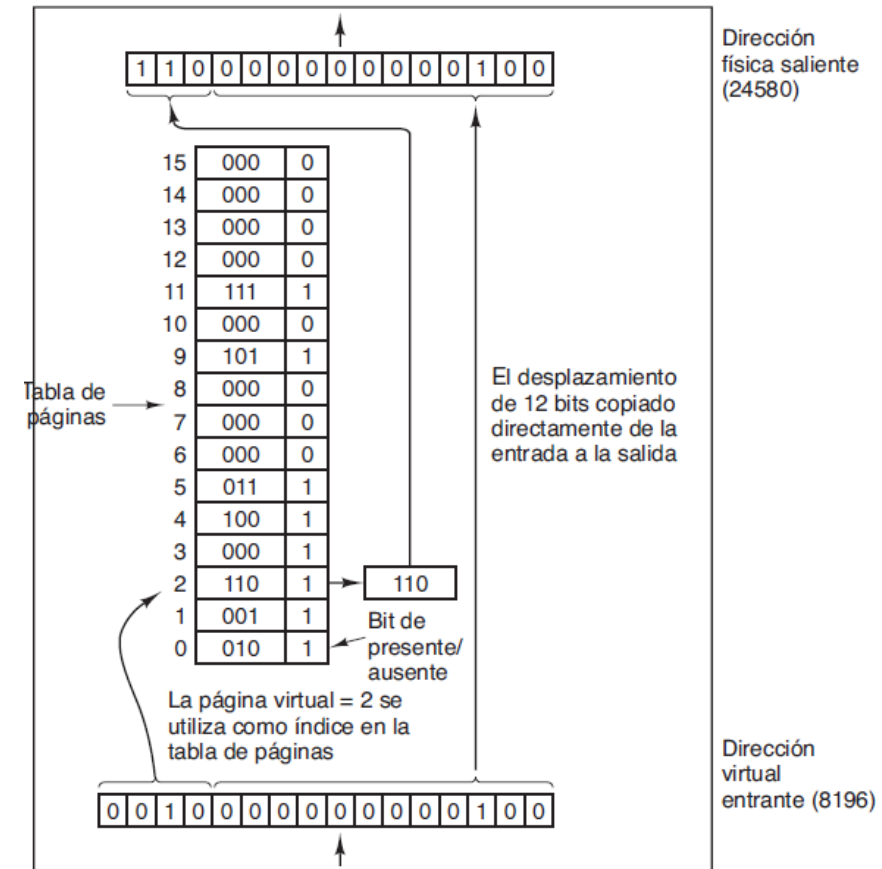 1 1 0 0 0 0 0 0 0 0 0 0 1 0 0
Dirección
física saliente
(24580)
15 000 0
14 000 0
13 000 0
12 000 0
11 111 1
10 000 0
9 101 1
8 000 0
7 000 0
6 000 0
5 011 1
4 100 1
3 000 1
2 110 1 110
1 001 1
0 010 1
Tabla de
páginas
El desplazamiento
de 12 bits copiado
directamente de la
entrada a la salida
Bit de
presente/
ausente
La página virtual = 2 se
utiliza como índice en la
tabla de páginas
0 0 1 0 0 0 0 0 0 0 0 0 0 1 0 0
Dirección
virtual
entrante (8196)